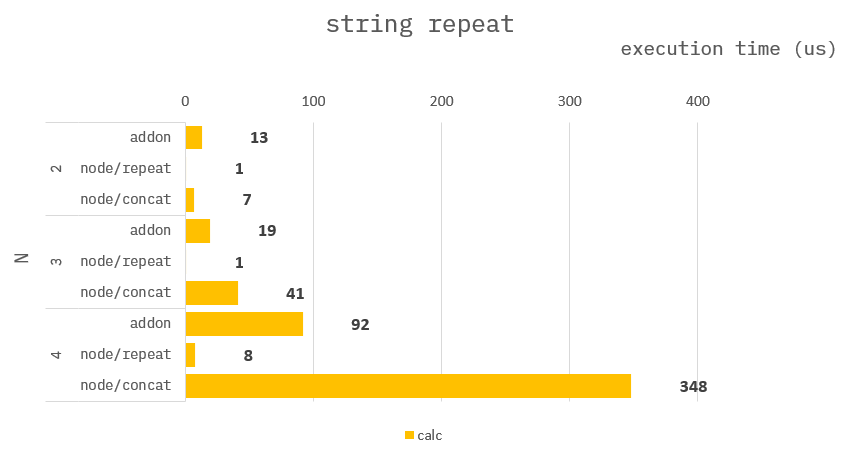 string repeat
execution time (us)
0 100 200 300 400
N
2
addon 13
node/repeat 1
node/concat 7
3
addon 19
node/repeat 1
node/concat 41
4
addon 92
node/repeat 8
node/concat 348
calc